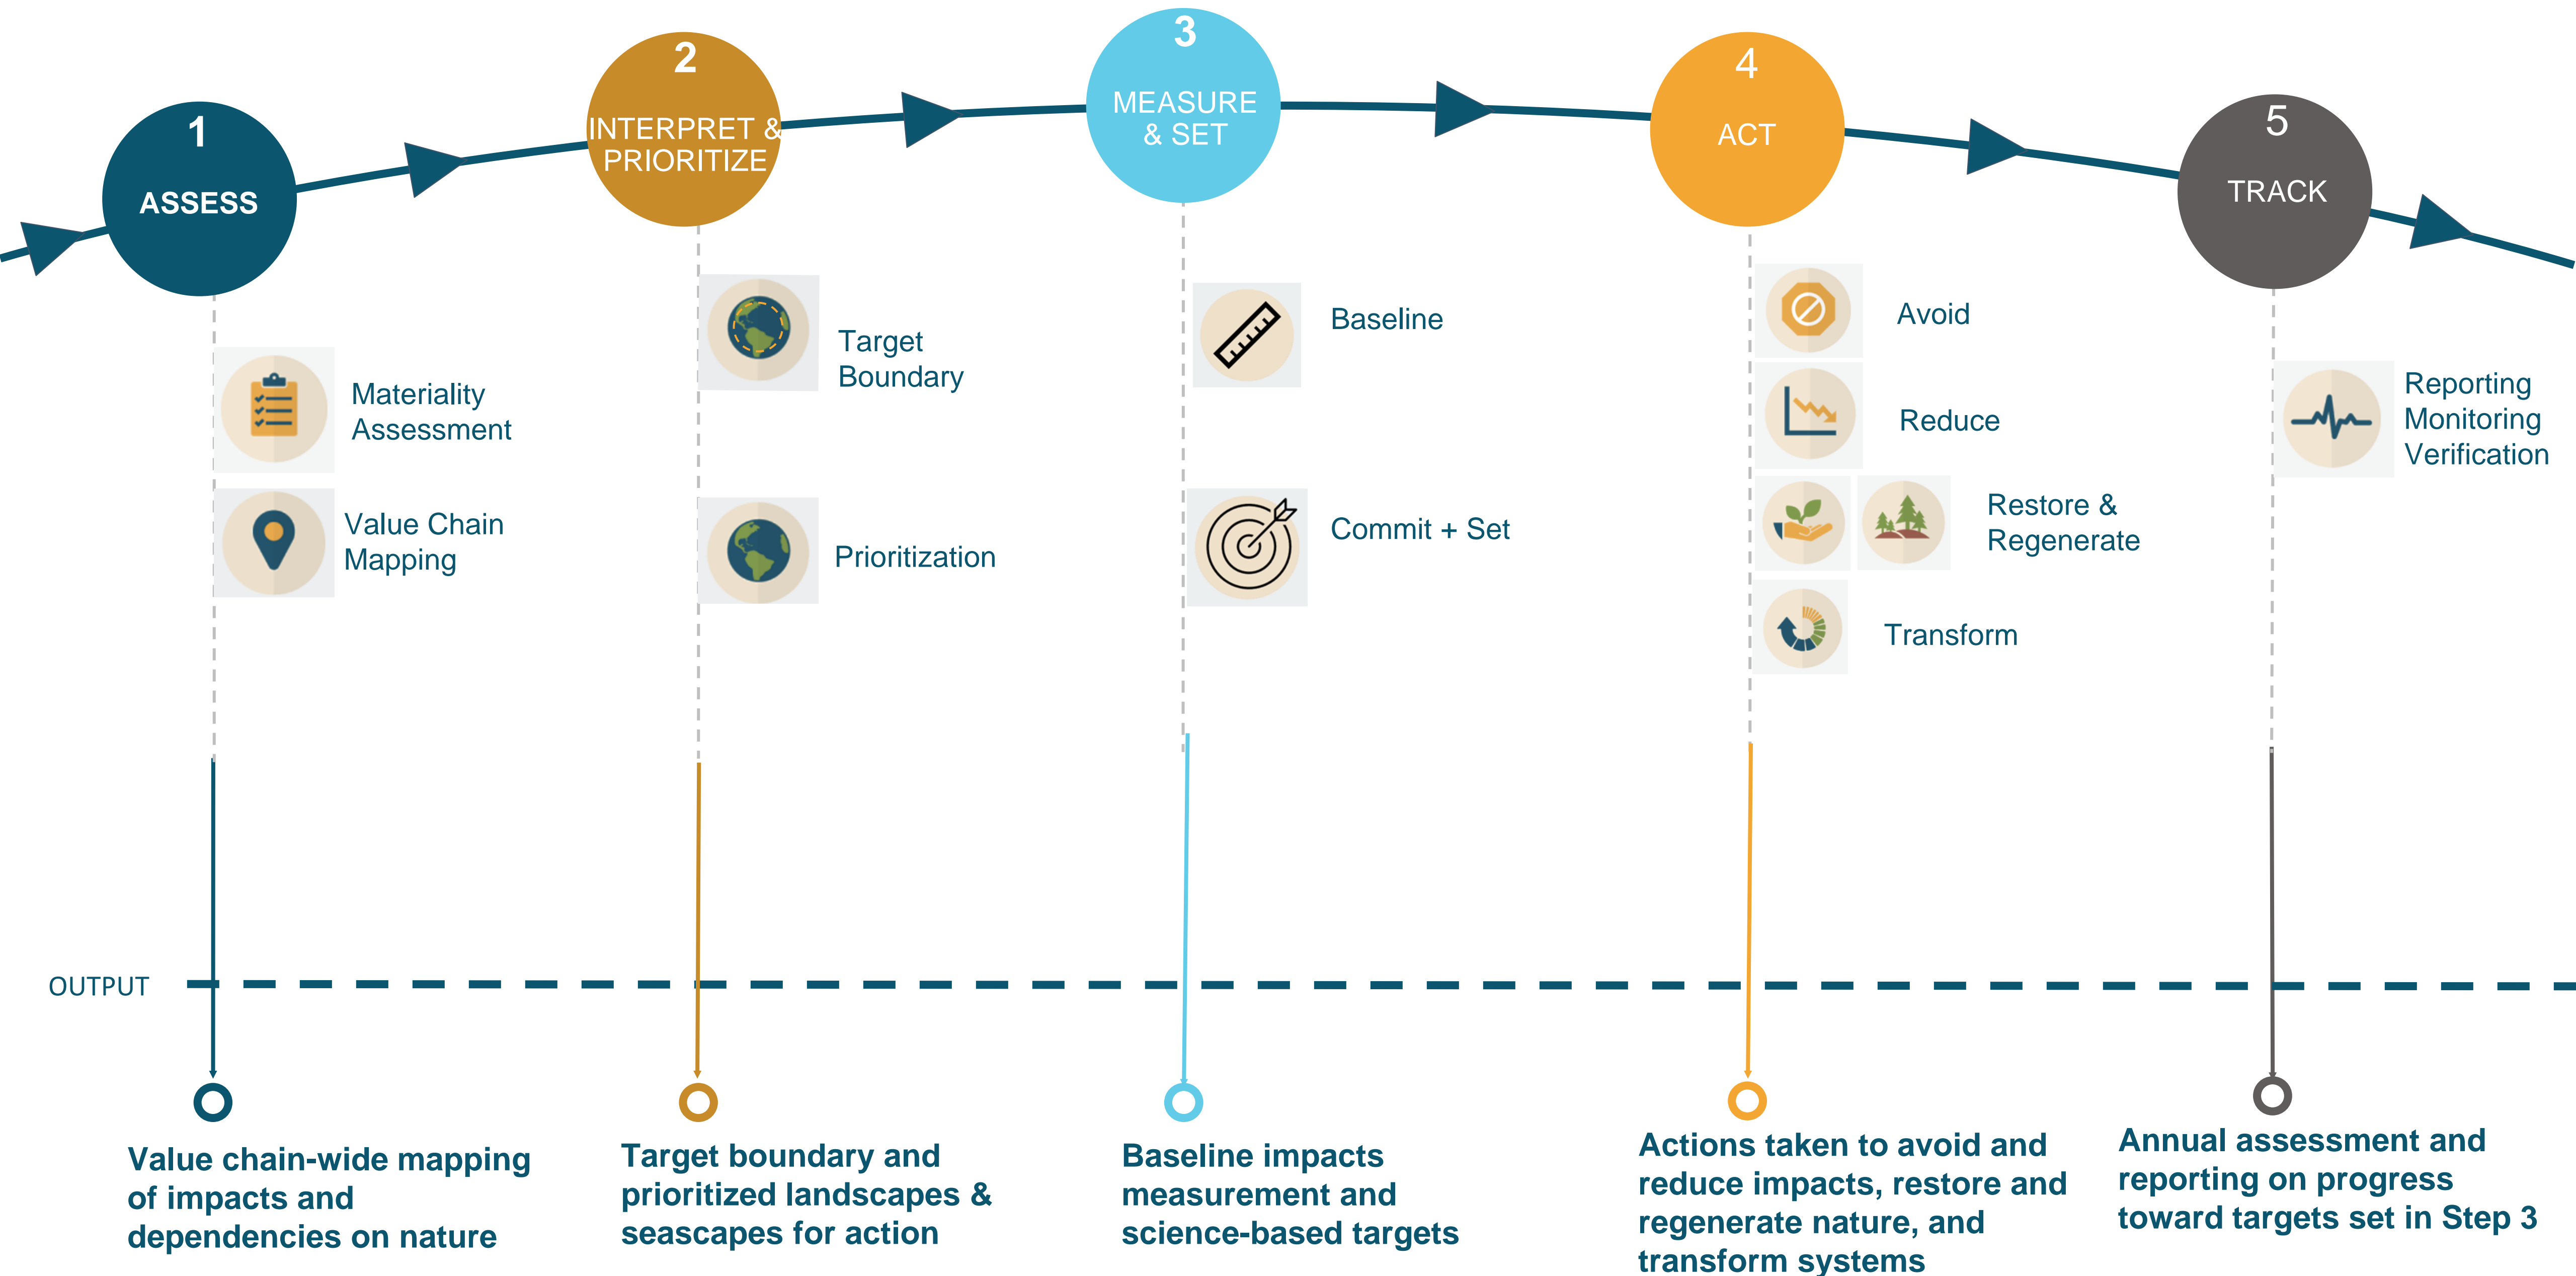 1
ASSESS
2
INTERPRET &
PRIORITIZE
3
MEASURE
& SET
4
ACT
5
TRACK
Materiality
Assessment
Value Chain
Mapping
Target
Boundary
Prioritization
Baseline
Commit + Set
Avoid
Reduce
Restore &
Regenerate
Transform
Reporting
Monitoring
Verification
OUTPUT
Value chain-wide mapping
of impacts and
dependencies on nature
Target boundary and
prioritized landscapes &
seascapes for action
Baseline impacts
measurement and
science-based targets
Actions taken to avoid and
reduce impacts, restore and
regenerate nature, and
transform systems
Annual assessment and
reporting on progress
toward targets set in Step 3